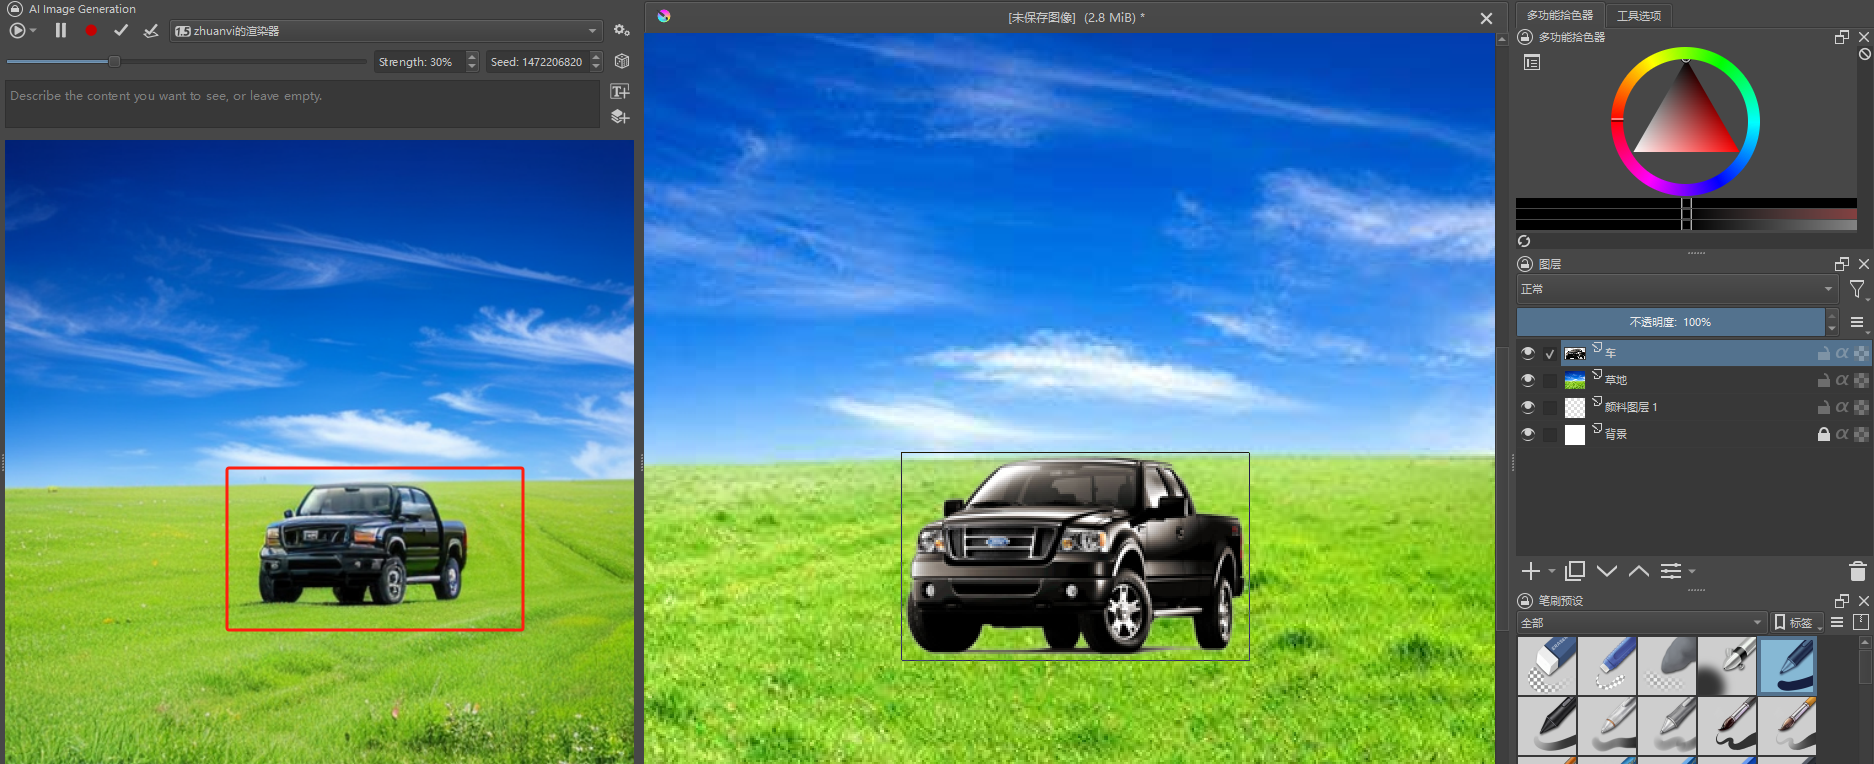 AI Image Generation
1.5 zhuanvi的渲染器
Strength: 30%
Seed: 1472206820
Describe the content you want to see, or leave empty.
[未保存图像] (2.8 MiB) *
多功能拾色器
工具选项
多功能拾色器
图层
正常
不透明度: 100%
车
草地
颜料图层 1
背景
笔刷预设
全部
标签